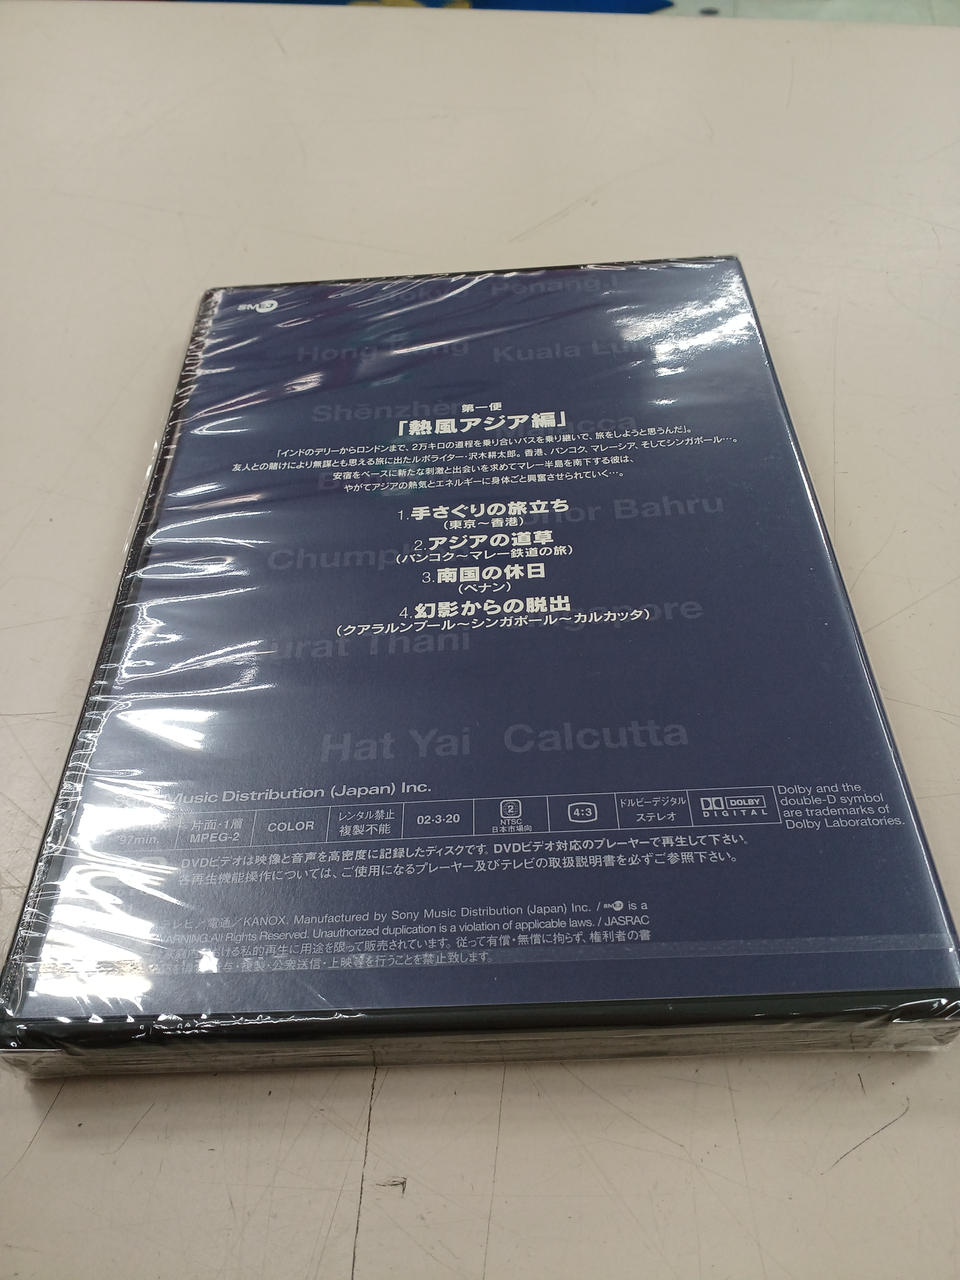 SMEJ
Penang I
Hong Kong Kuala Lu
Shenzhen
第一便
「熱風アジア編」
「インドのデリーからロンドンまで、2万キロの道程を乗り合いバスを乗り継いで、旅をしようと思うんだ」。
友人との賭けにより無謀とも思える旅に出たルポライター・沢木耕太郎。香港、バンコク、マレーシア、そしてシンガポール…。
安宿をベースに新たな刺激と出会いを求めてマレー半島を南下する彼は、
やがてアジアの熱気とエネルギーに身体ごと興奮させられていく…。
1.手さぐりの旅立ち
(東京〜香港)
hor Bahru
2.アジアの道草
(バンコク〜マレー鉄道の旅)
Chump
3.南国の休日
(ペナン)
4.幻影からの脱出
(クアラルンプール〜シンガポール〜カルカッタ)
gapore
urat Thani
Hat Yai Calcutta
Sony Music Distribution (Japan) Inc.
97min.
片面・1層
MPEG-2
COLOR
レンタル禁止
複製不能
02-3-20
2
NTSC
日本市場向
4:3
ドルビーデジタル
ステレオ
DOLBY
DIGITAL
Dolby and the
double-D symbol
are trademarks of
Dolby Laboratories.
DVDビデオは映像と音声を高密度に記録したディスクです。DVDビデオ対応のプレーヤーで再生して下さい。
各再生機能操作については、ご使用になるプレーヤー及びテレビの取扱説明書を必ずご参照下さい。
テレビ／電通／KANOX. Manufactured by Sony Music Distribution (Japan) Inc. / SMEJ is a
WARNING:All Rights Reserved. Unauthorized duplication is a violation of applicable laws. / JASRAC
における私的再生に用途を限って販売されています。従って有償・無償に拘らず、権利者の書
・複製・公衆送信・上映等を行うことを禁止致します。